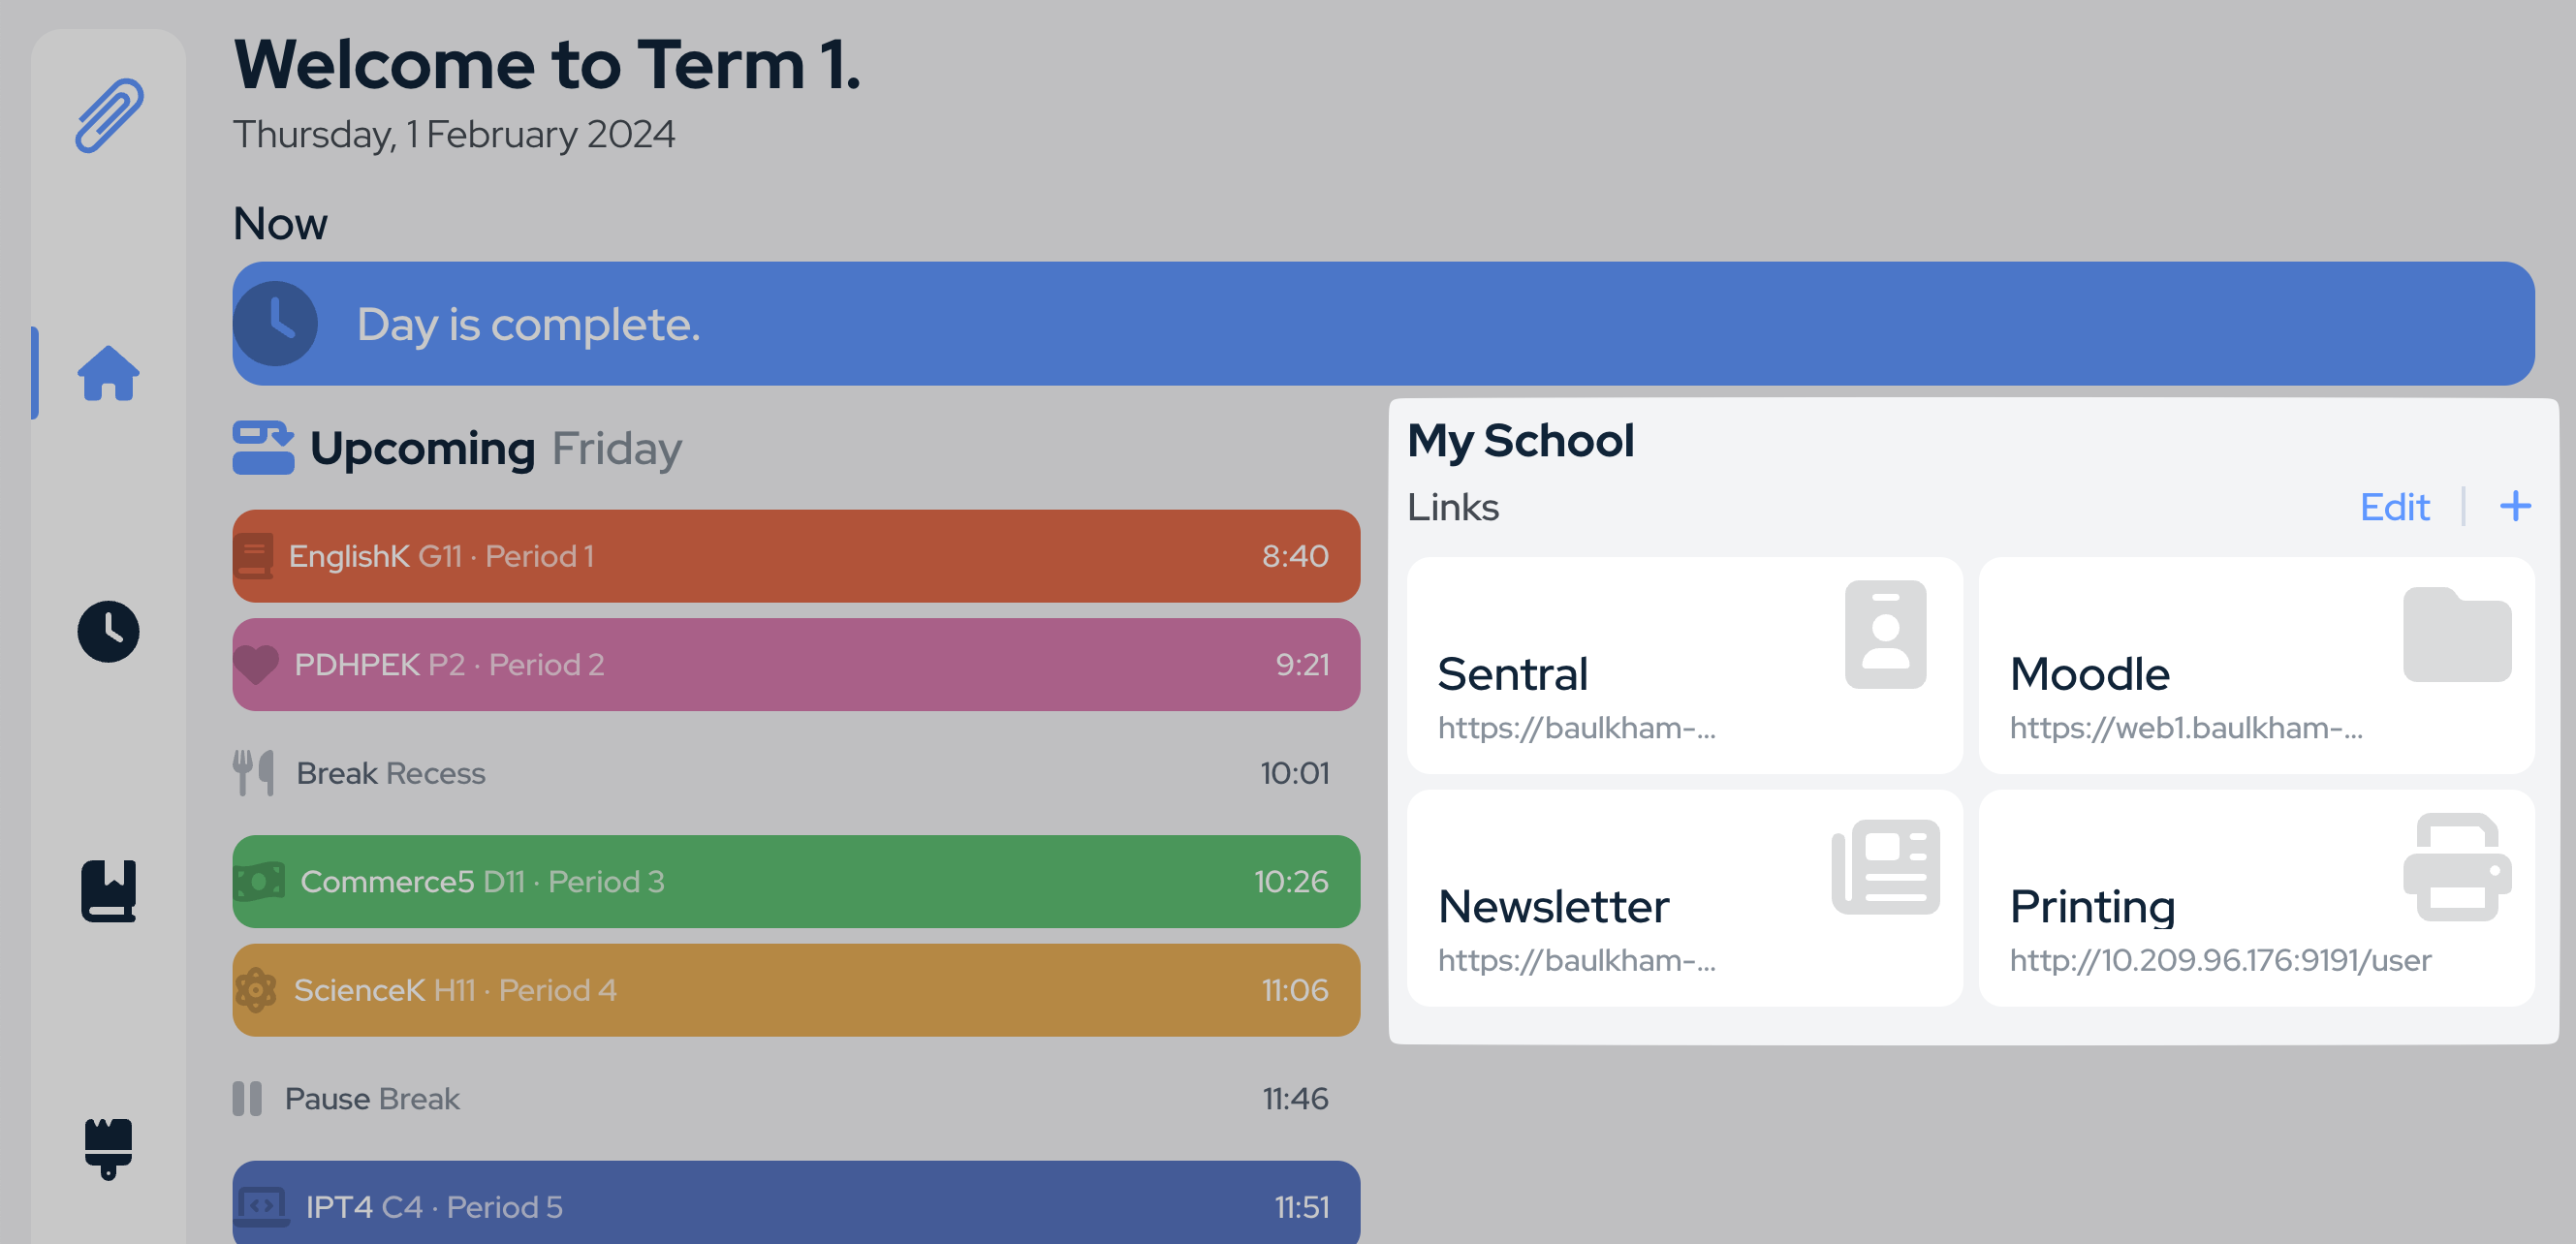 Welcome to Term 1.
Thursday, 1 February 2024
Now
Day is complete.
Upcoming Friday
EnglishK G11 · Period 1 8:40
PDHPEK P2 · Period 2 9:21
Break Recess 10:01
Commerce5 D11 · Period 3 10:26
ScienceK H11 · Period 4 11:06
Pause Break 11:46
IPT4 C4 · Period 5 11:51
My School
Links Edit | +
Sentral
https://baulkham-...
Moodle
https://web1.baulkham-...
Newsletter
https://baulkham-...
Printing
http://10.209.96.176:9191/user